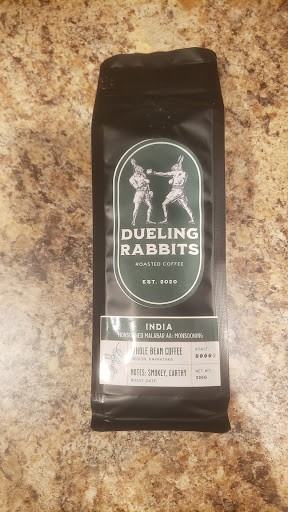 DUELING
RABBITS
ROASTED COFFEE
EST. 2020
INDIA
MONSOONED MALABAR AA: MONSOONING
WHOLE BEAN COFFEE
REGION: KARNATAKA
NOTES: SMOKEY, EARTHY
ROAST DATE:
ROAST
NET WT.